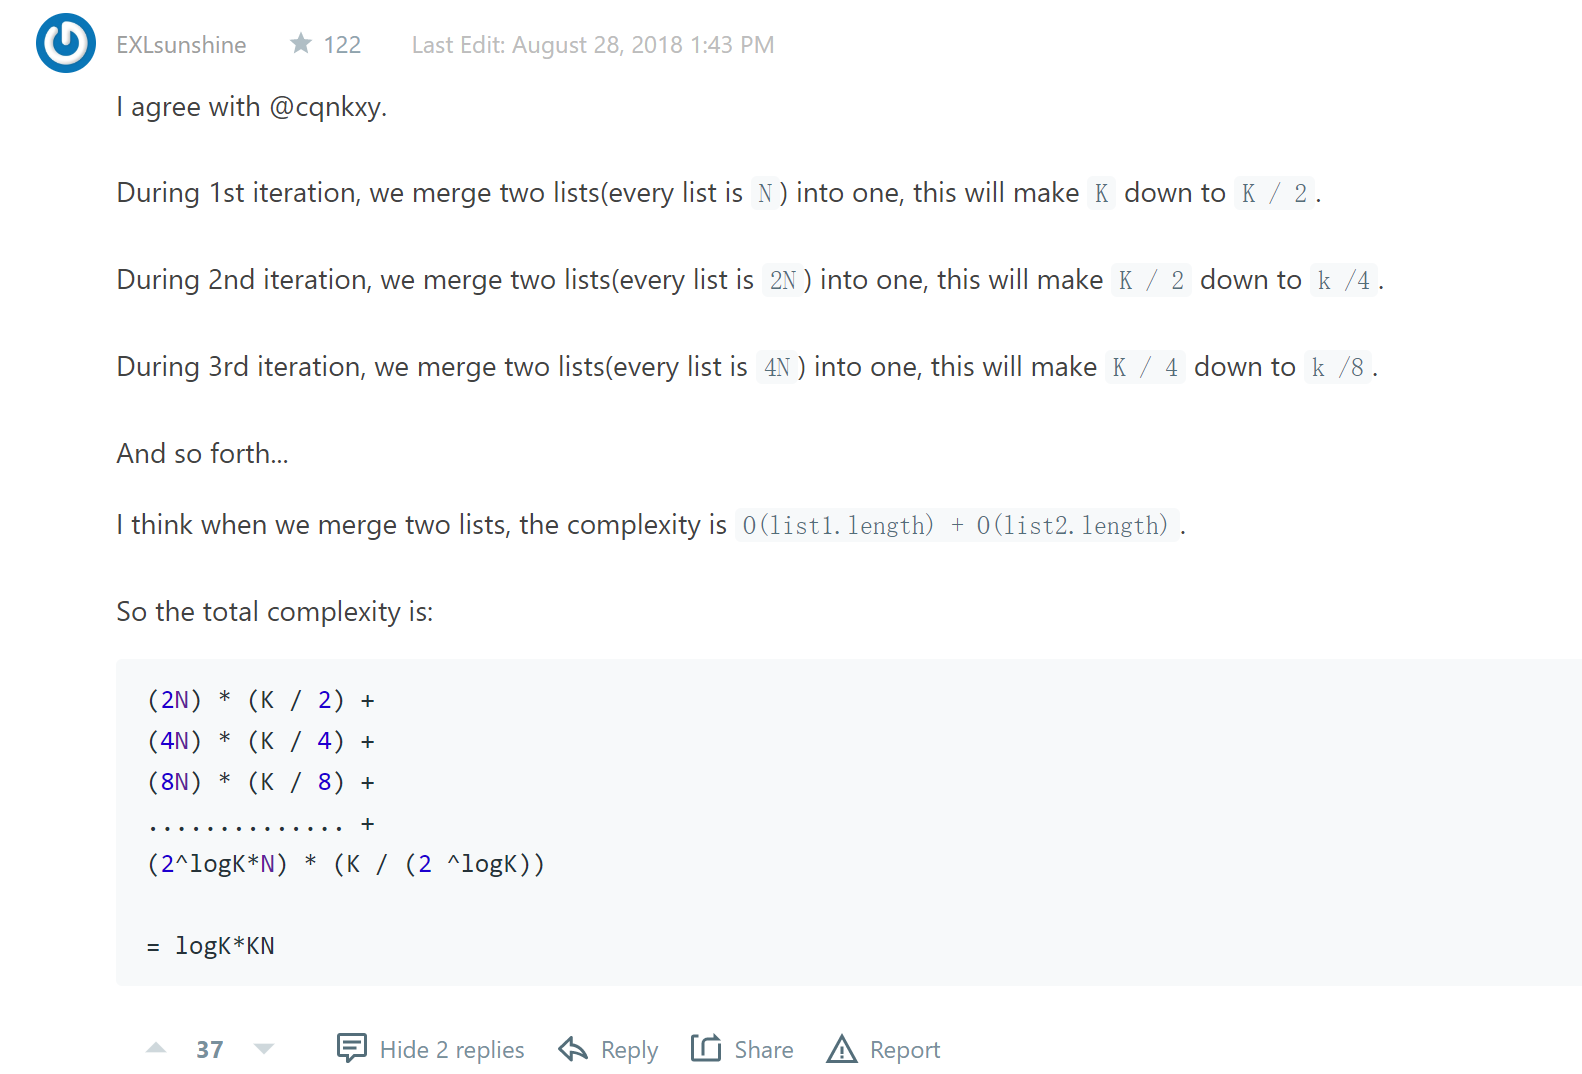 EXLsunshine ★ 122 Last Edit: August 28, 2018 1:43 PM
I agree with @cqnkxy.
During 1st iteration, we merge two lists(every list is N ) into one, this will make K down to K / 2 .
During 2nd iteration, we merge two lists(every list is 2N ) into one, this will make K / 2 down to k /4 .
During 3rd iteration, we merge two lists(every list is 4N ) into one, this will make K / 4 down to k /8 .
And so forth...
I think when we merge two lists, the complexity is O(list1.length) + O(list2.length) .
So the total complexity is:
(2N) * (K / 2) +
(4N) * (K / 4) +
(8N) * (K / 8) +
.............. +
(2^logK*N) * (K / (2 ^logK))
= logK*KN
37 Hide 2 replies Reply Share Report